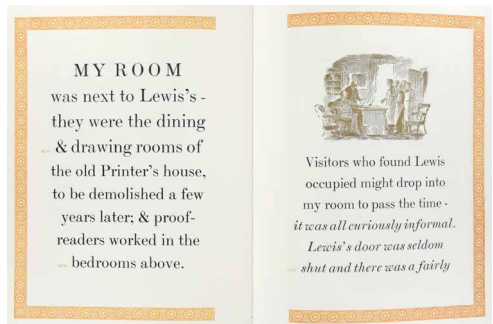 MY ROOM
was next to Lewis's -
they were the dining
& drawing rooms of
the old Printer's house,
to be demolished a few
years later; & proof-
readers worked in the
bedrooms above.
Visitors who found Lewis
occupied might drop into
my room to pass the time -
it was all curiously informal.
Lewis's door was seldom
shut and there was a fairly